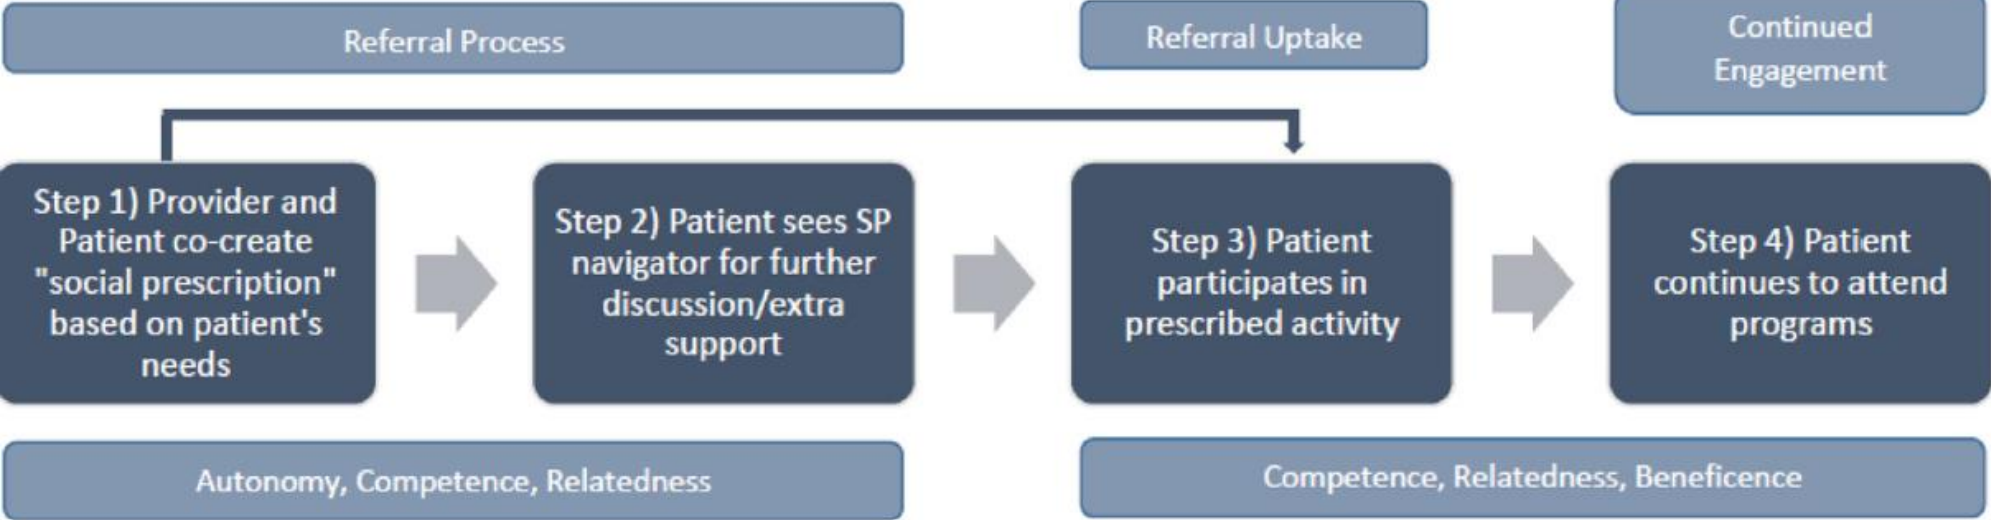 Referral Process
Referral Uptake
Continued
Engagement
Step 1) Provider and
Patient co-create
"social prescription"
based on patient's
needs
Step 2) Patient sees SP
navigator for further
discussion/extra
support
Step 3) Patient
participates in
prescribed activity
Step 4) Patient
continues to attend
programs
Autonomy, Competence, Relatedness
Competence, Relatedness, Beneficence